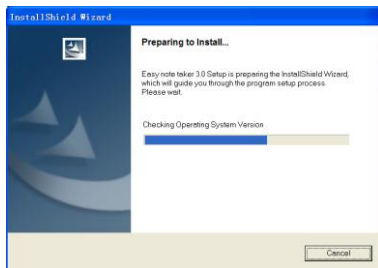 InstallShield Wizard
Preparing to Install...
Easy note taker 3.0 Setup is preparing the InstallShield Wizard,
which will guide you through the program setup process.
Please wait.
Checking Operating System Version
Cancel